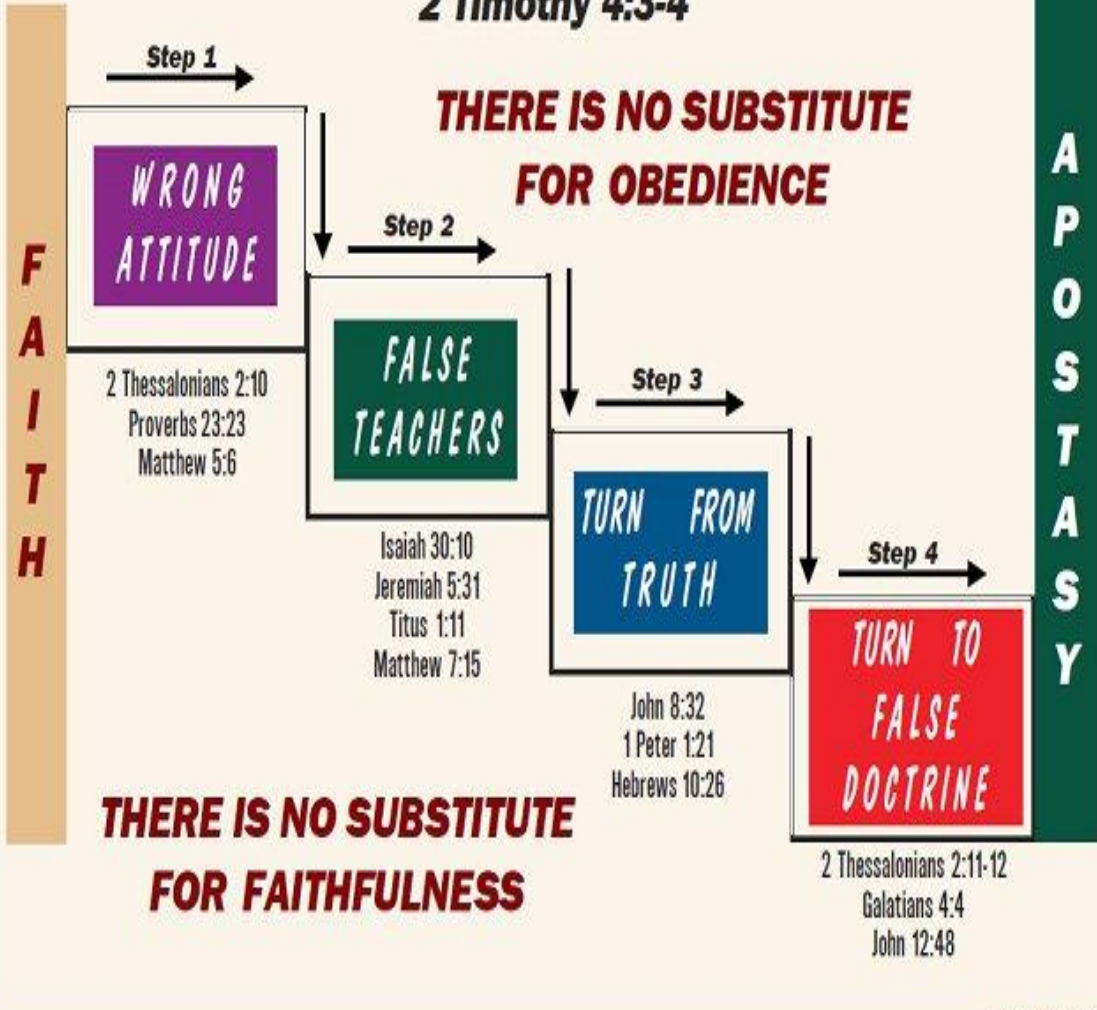 2 Timothy 4:3-4
Step 1
THERE IS NO SUBSTITUTE
FOR OBEDIENCE
WRONG
ATTITUDE
2 Thessalonians 2:10
Proverbs 23:23
Matthew 5:6
Step 2
FALSE
TEACHERS
Isaiah 30:10
Jeremiah 5:31
Titus 1:11
Matthew 7:15
Step 3
TURN FROM
TRUTH
John 8:32
1 Peter 1:21
Hebrews 10:26
Step 4
TURN TO
FALSE
DOCTRINE
2 Thessalonians 2:11-12
Galatians 4:4
John 12:48
THERE IS NO SUBSTITUTE
FOR FAITHFULNESS
FAITH
APOSTASY